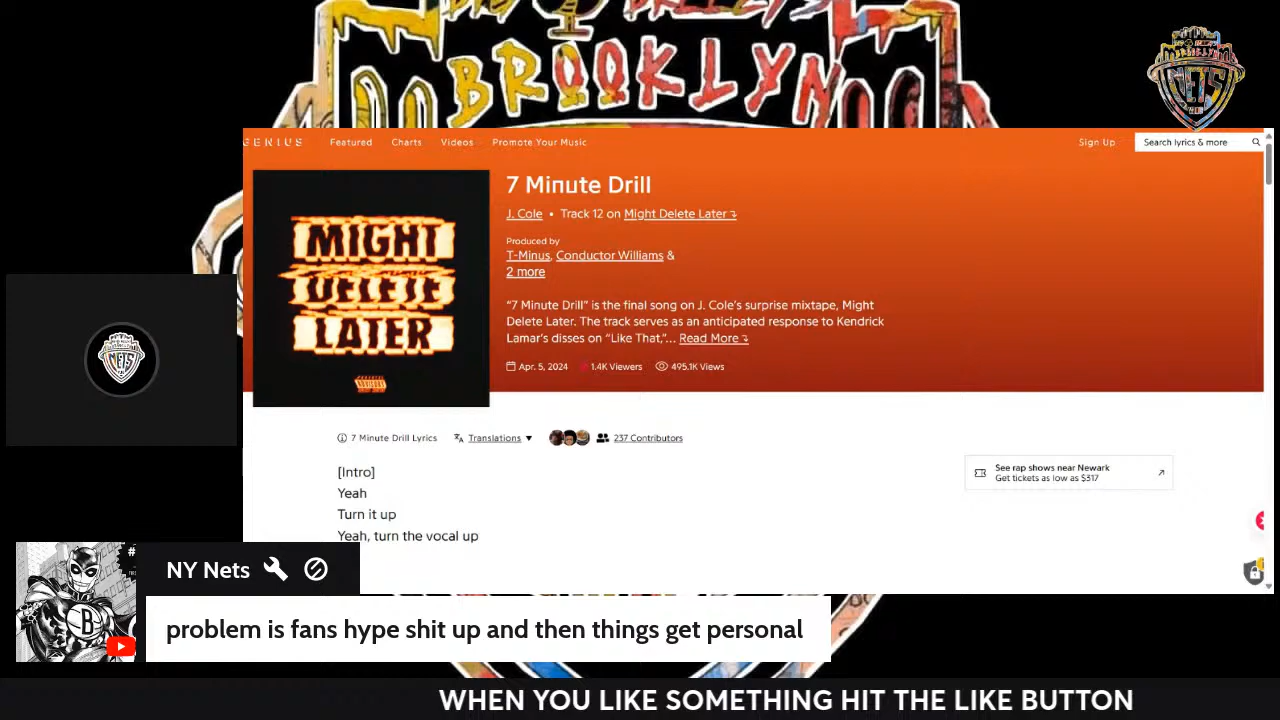 BROOKLYN
NETS
GENIUS
Featured
Charts
Videos
Promote Your Music
Sign Up
Search lyrics & more
MIGHT
DELETE
LATER
7 Minute Drill
J. Cole • Track 12 on Might Delete Later
Produced by
T-Minus, Conductor Williams &
2 more
“7 Minute Drill” is the final song on J. Cole’s surprise mixtape, Might
Delete Later. The track serves as an anticipated response to Kendrick
Lamar’s disses on “Like That,”... Read More
Apr. 5, 2024 1.4K Viewers 495.1K Views
7 Minute Drill Lyrics
Translations
237 Contributors
[Intro]
Yeah
Turn it up
Yeah, turn the vocal up
See rap shows near Newark
Get tickets as low as $317
NETS
NY Nets
B
problem is fans hype shit up and then things get personal
WHEN YOU LIKE SOMETHING HIT THE LIKE BUTTON